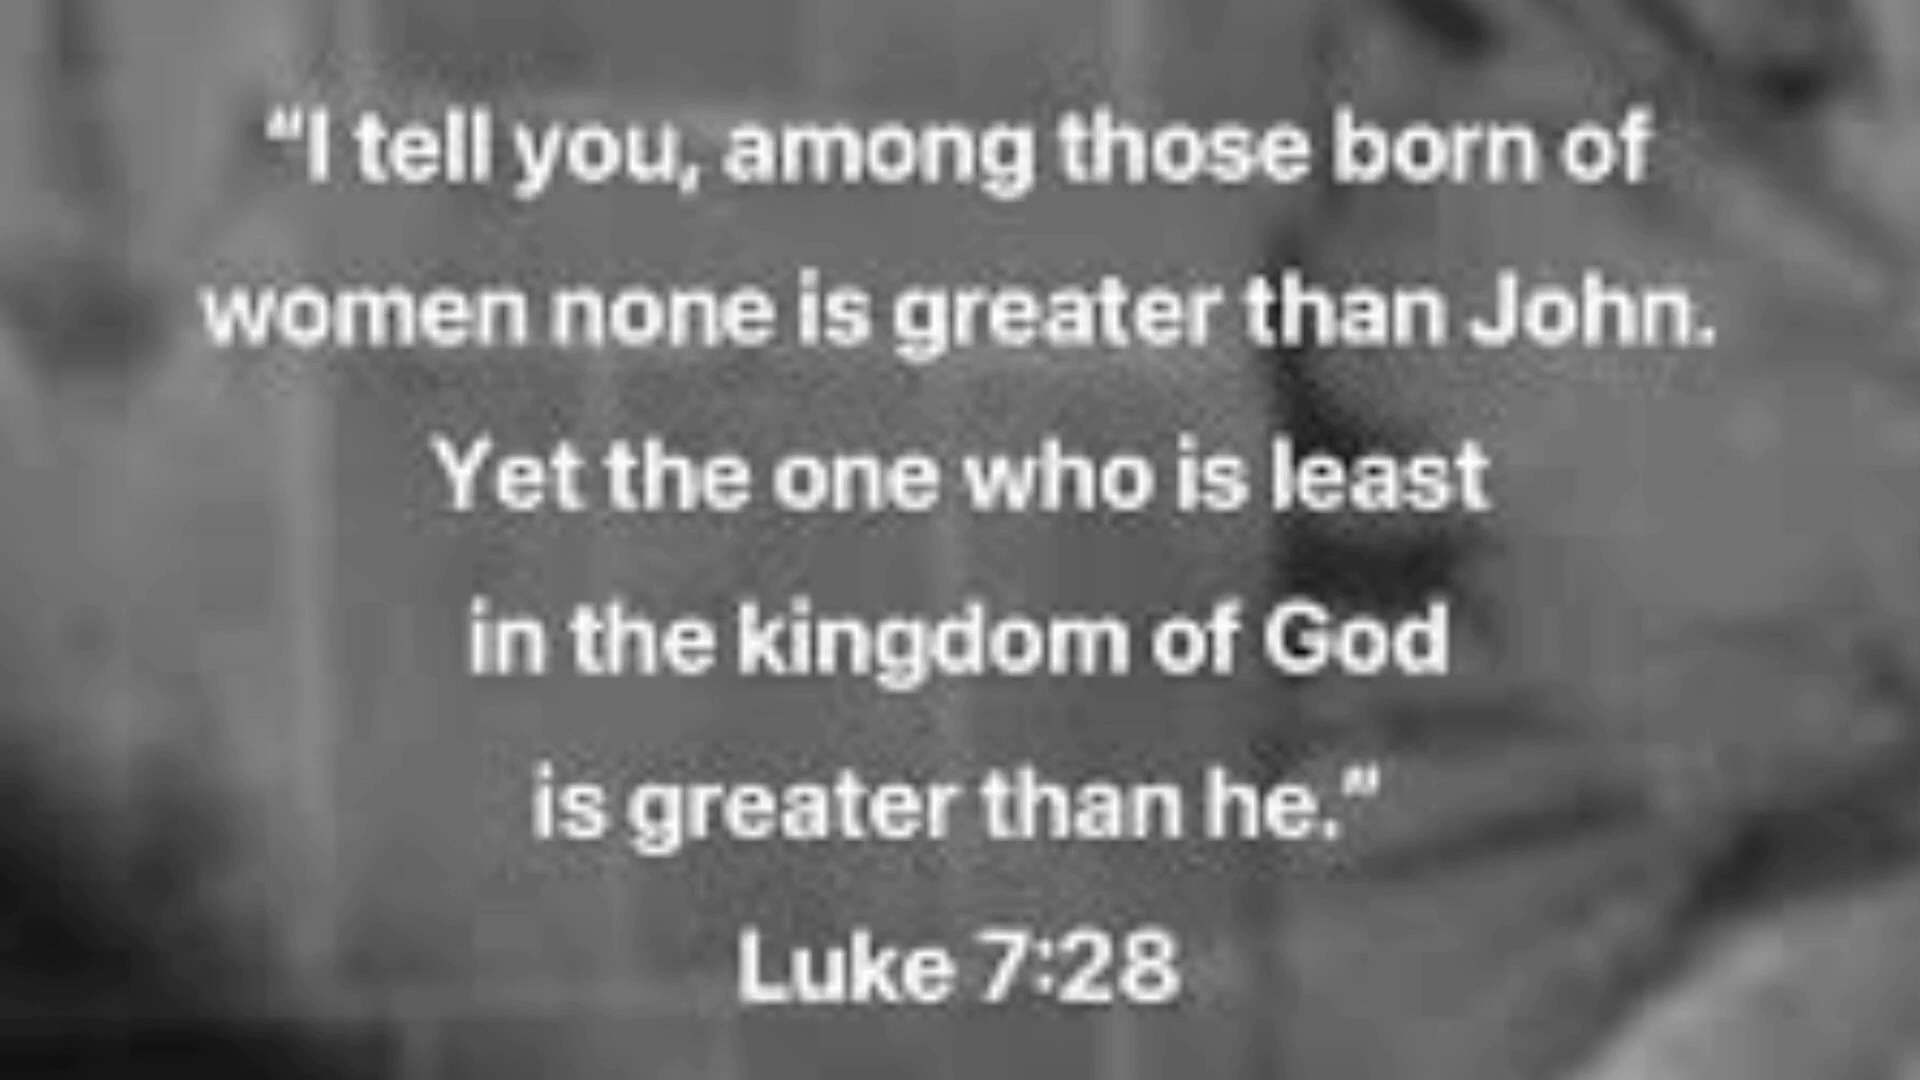 “I tell you, among those born of
women none is greater than John.
Yet the one who is least
in the kingdom of God
is greater than he.”
Luke 7:28